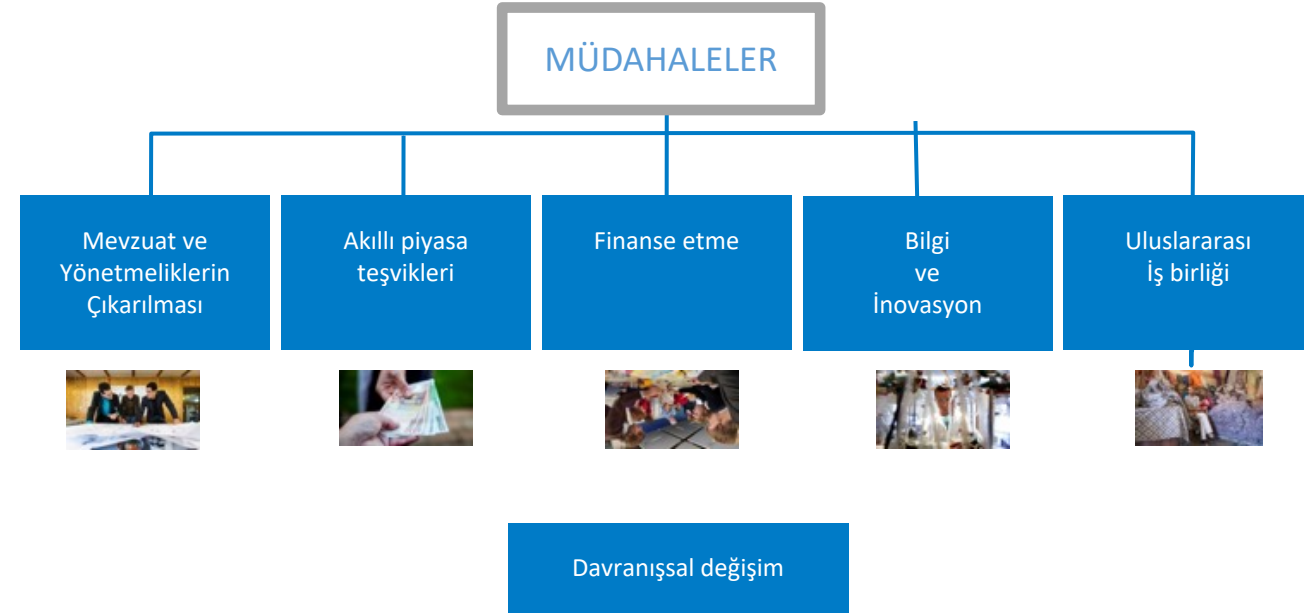 MÜDAHALELER
Mevzuat ve
Yönetmeliklerin
Çıkarılması
Akıllı piyasa
teşvikleri
Finanse etme
Bilgi
ve
İnovasyon
Uluslararası
İş birliği
Davranışsal değişim